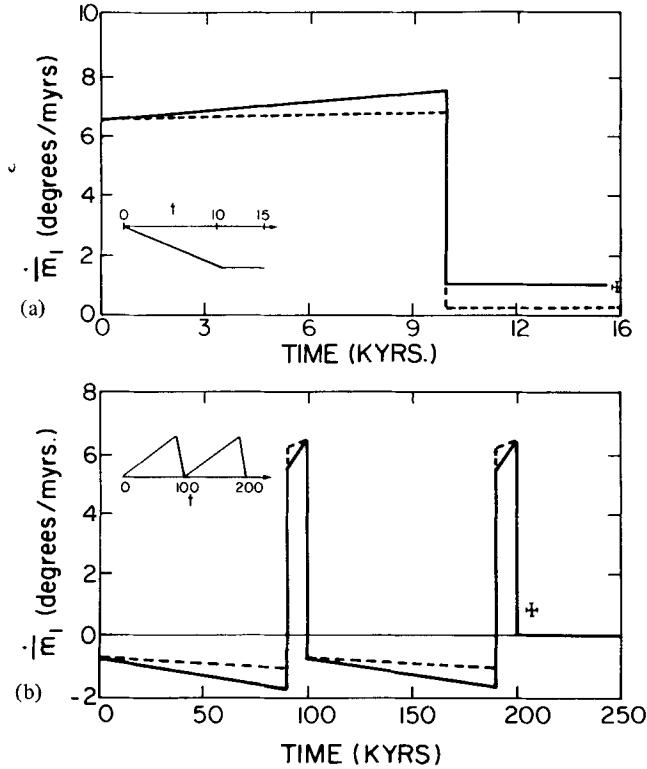 10
8
6
4
2
0
ṁ₁ (degrees/myrs)
0 t 10 15
(a)
0 3 6 9 12 16
TIME (KYRS.)
8
6
4
2
0
-2
ṁ₁ (degrees/myrs.)
0 100 200
t
(b)
0 50 100 150 200 250
TIME (KYRS)